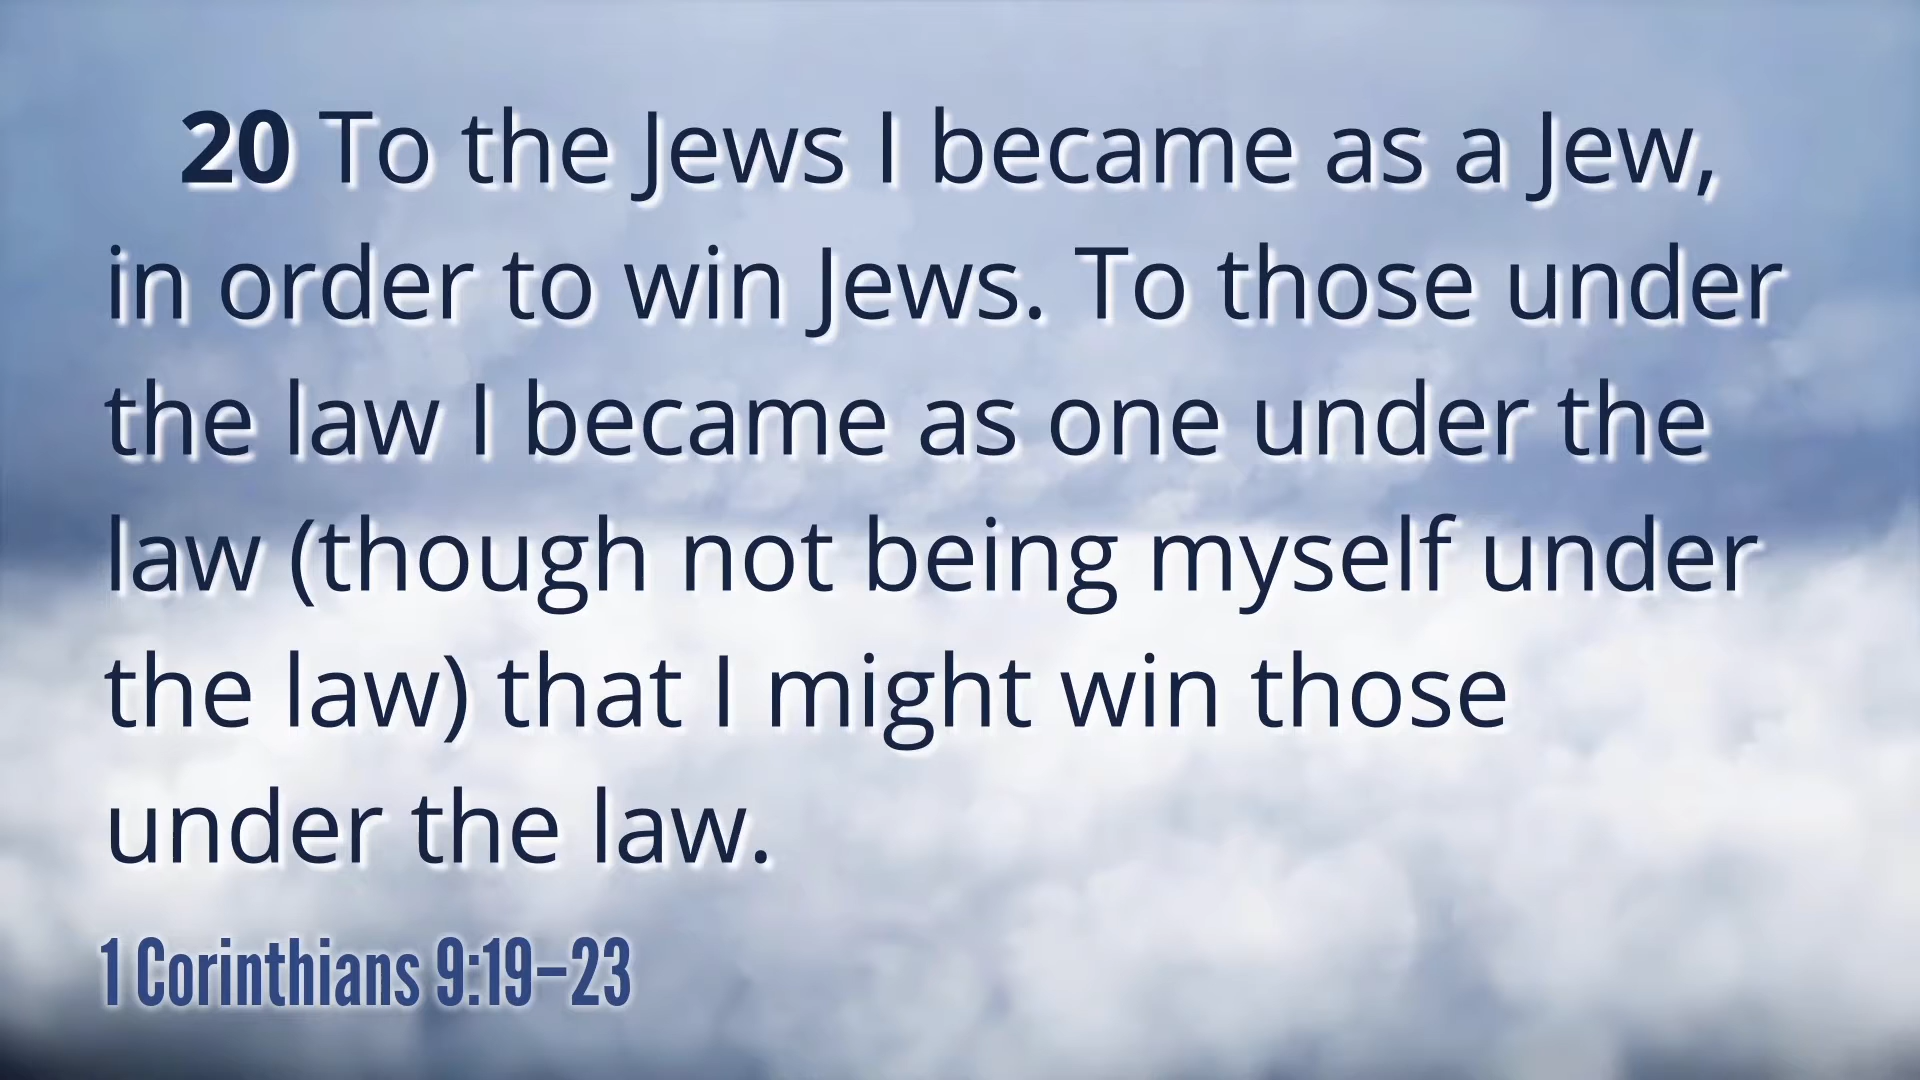 20 To the Jews I became as a Jew,
in order to win Jews. To those under
the law I became as one under the
law (though not being myself under
the law) that I might win those
under the law.
1 Corinthians 9:19–23